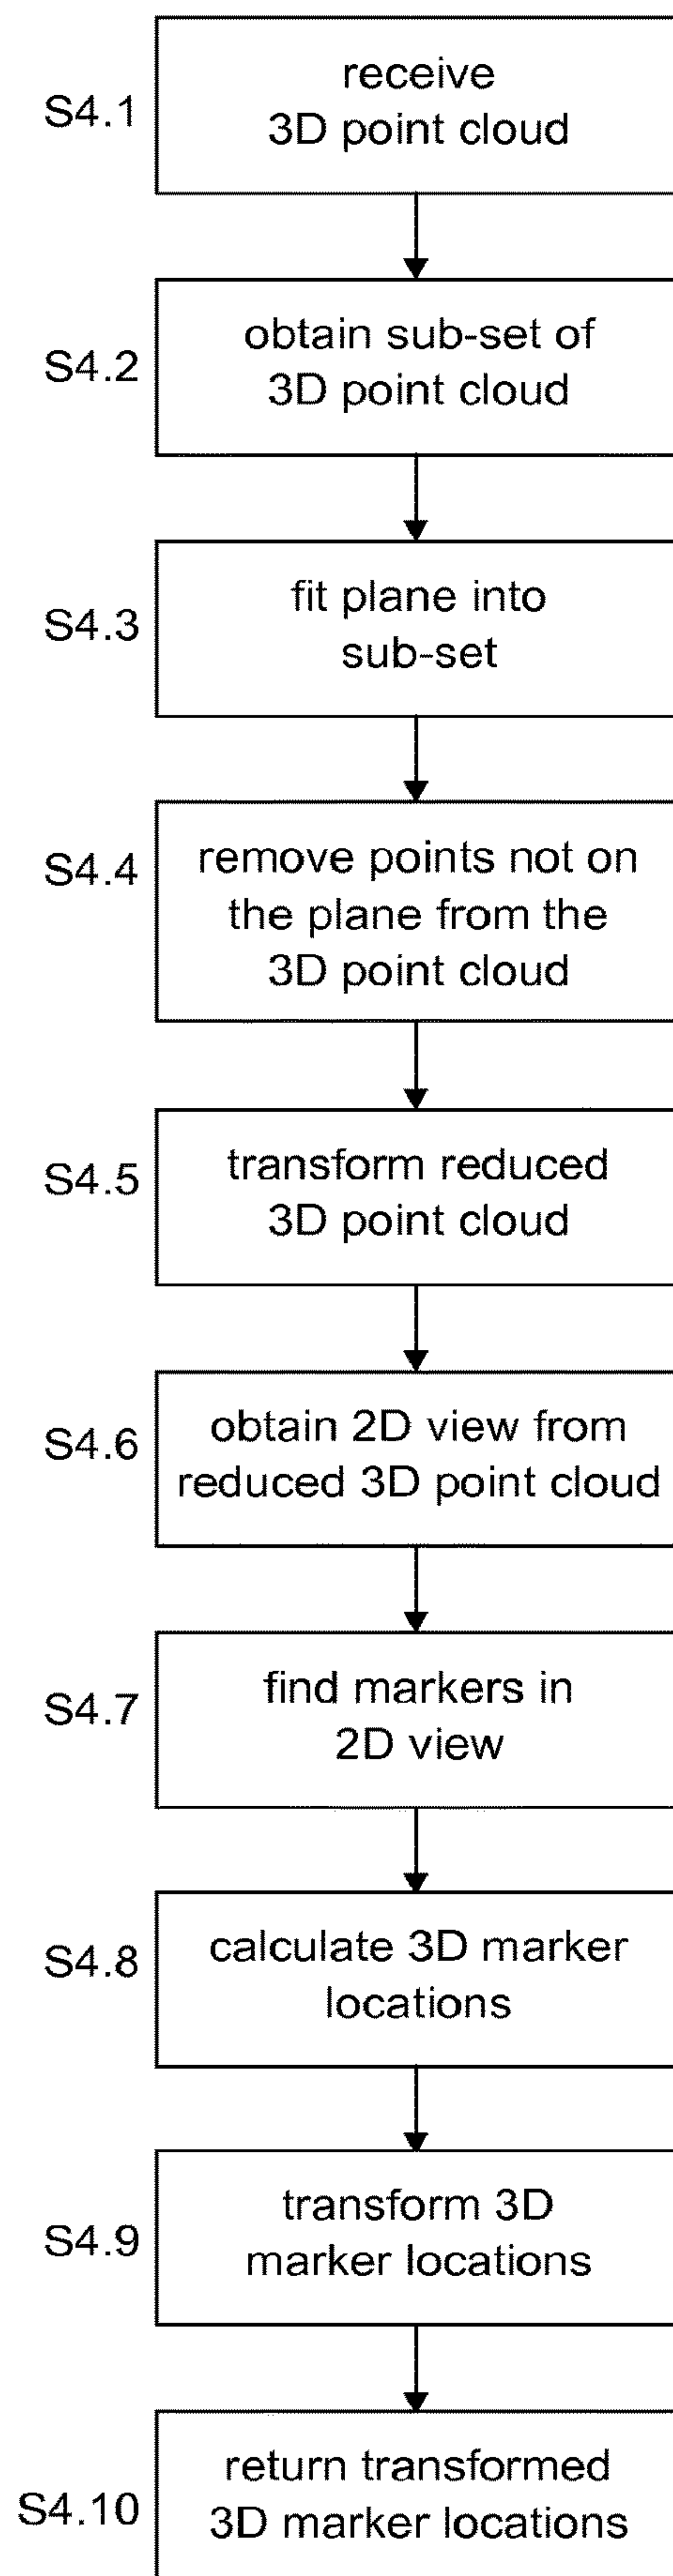 S4.1
receive
3D point cloud
S4.2
obtain sub-set of
3D point cloud
S4.3
fit plane into
sub-set
S4.4
remove points not on
the plane from the
3D point cloud
S4.5
transform reduced
3D point cloud
S4.6
obtain 2D view from
reduced 3D point cloud
S4.7
find markers in
2D view
S4.8
calculate 3D marker
locations
S4.9
transform 3D
marker locations
S4.10
return transformed
3D marker locations